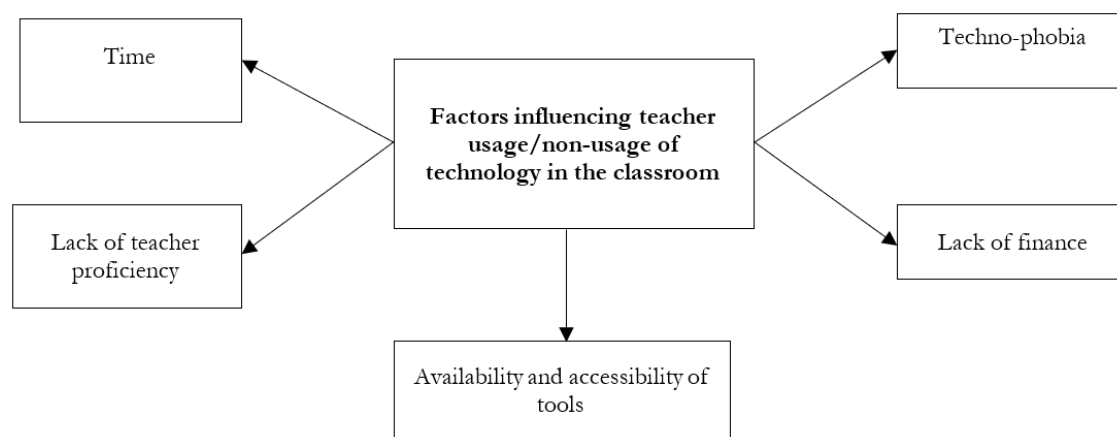 Time
Techno-phobia
Factors influencing teacher
usage/non-usage of
technology in the classroom
Lack of teacher
proficiency
Lack of finance
Availability and accessibility of
tools